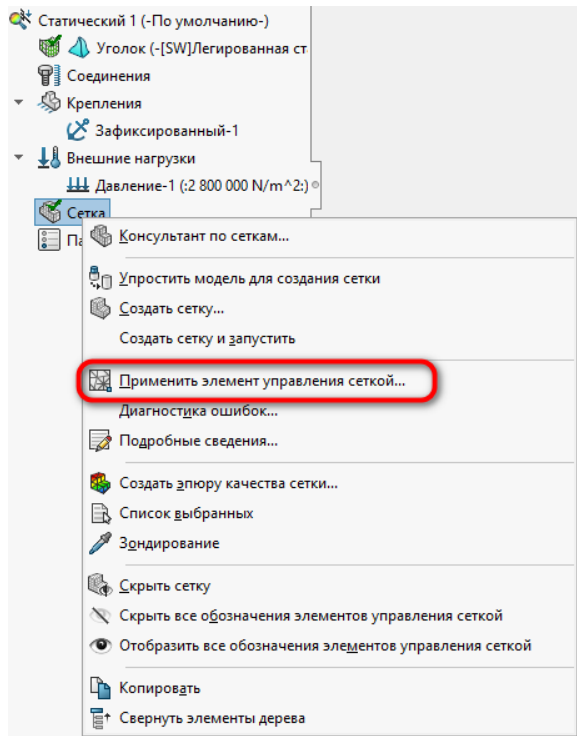 Статический 1 (-По умолчанию-)
Уголок (-[SW]Легированная ст
Соединения
Крепления
Зафиксированный-1
Внешние нагрузки
Давление-1 (:2 800 000 N/m^2:)
Сетка
Консультант по сеткам...
Упростить модель для создания сетки
Создать сетку...
Создать сетку и запустить
Применить элемент управления сеткой...
Диагностика ошибок...
Подробные сведения...
Создать эпюру качества сетки...
Список выбранных
Зондирование
Скрыть сетку
Скрыть все обозначения элементов управления сеткой
Отобразить все обозначения элементов управления сеткой
Копировать
Свернуть элементы дерева